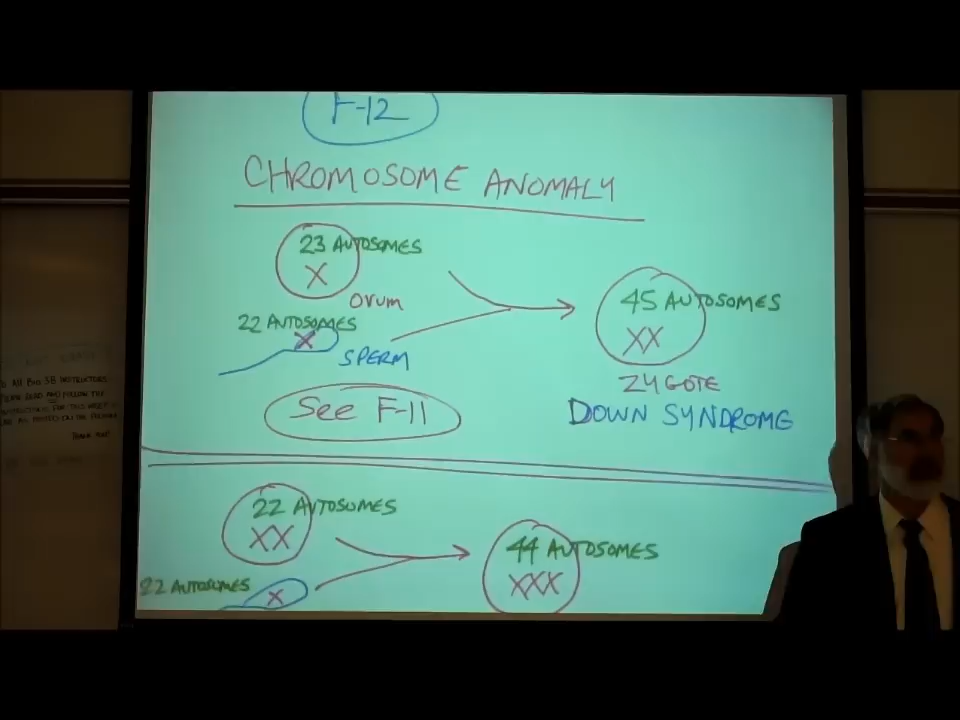 F-12
CHROMOSOME ANOMALY
23 AUTOSOMES
X
OVUM
22 AUTOSOMES
X
SPERM
See F-11
45 AUTOSOMES
XX
ZYGOTE
DOWN SYNDROME
22 AUTOSOMES
XX
22 AUTOSOMES
X
44 AUTOSOMES
XXX